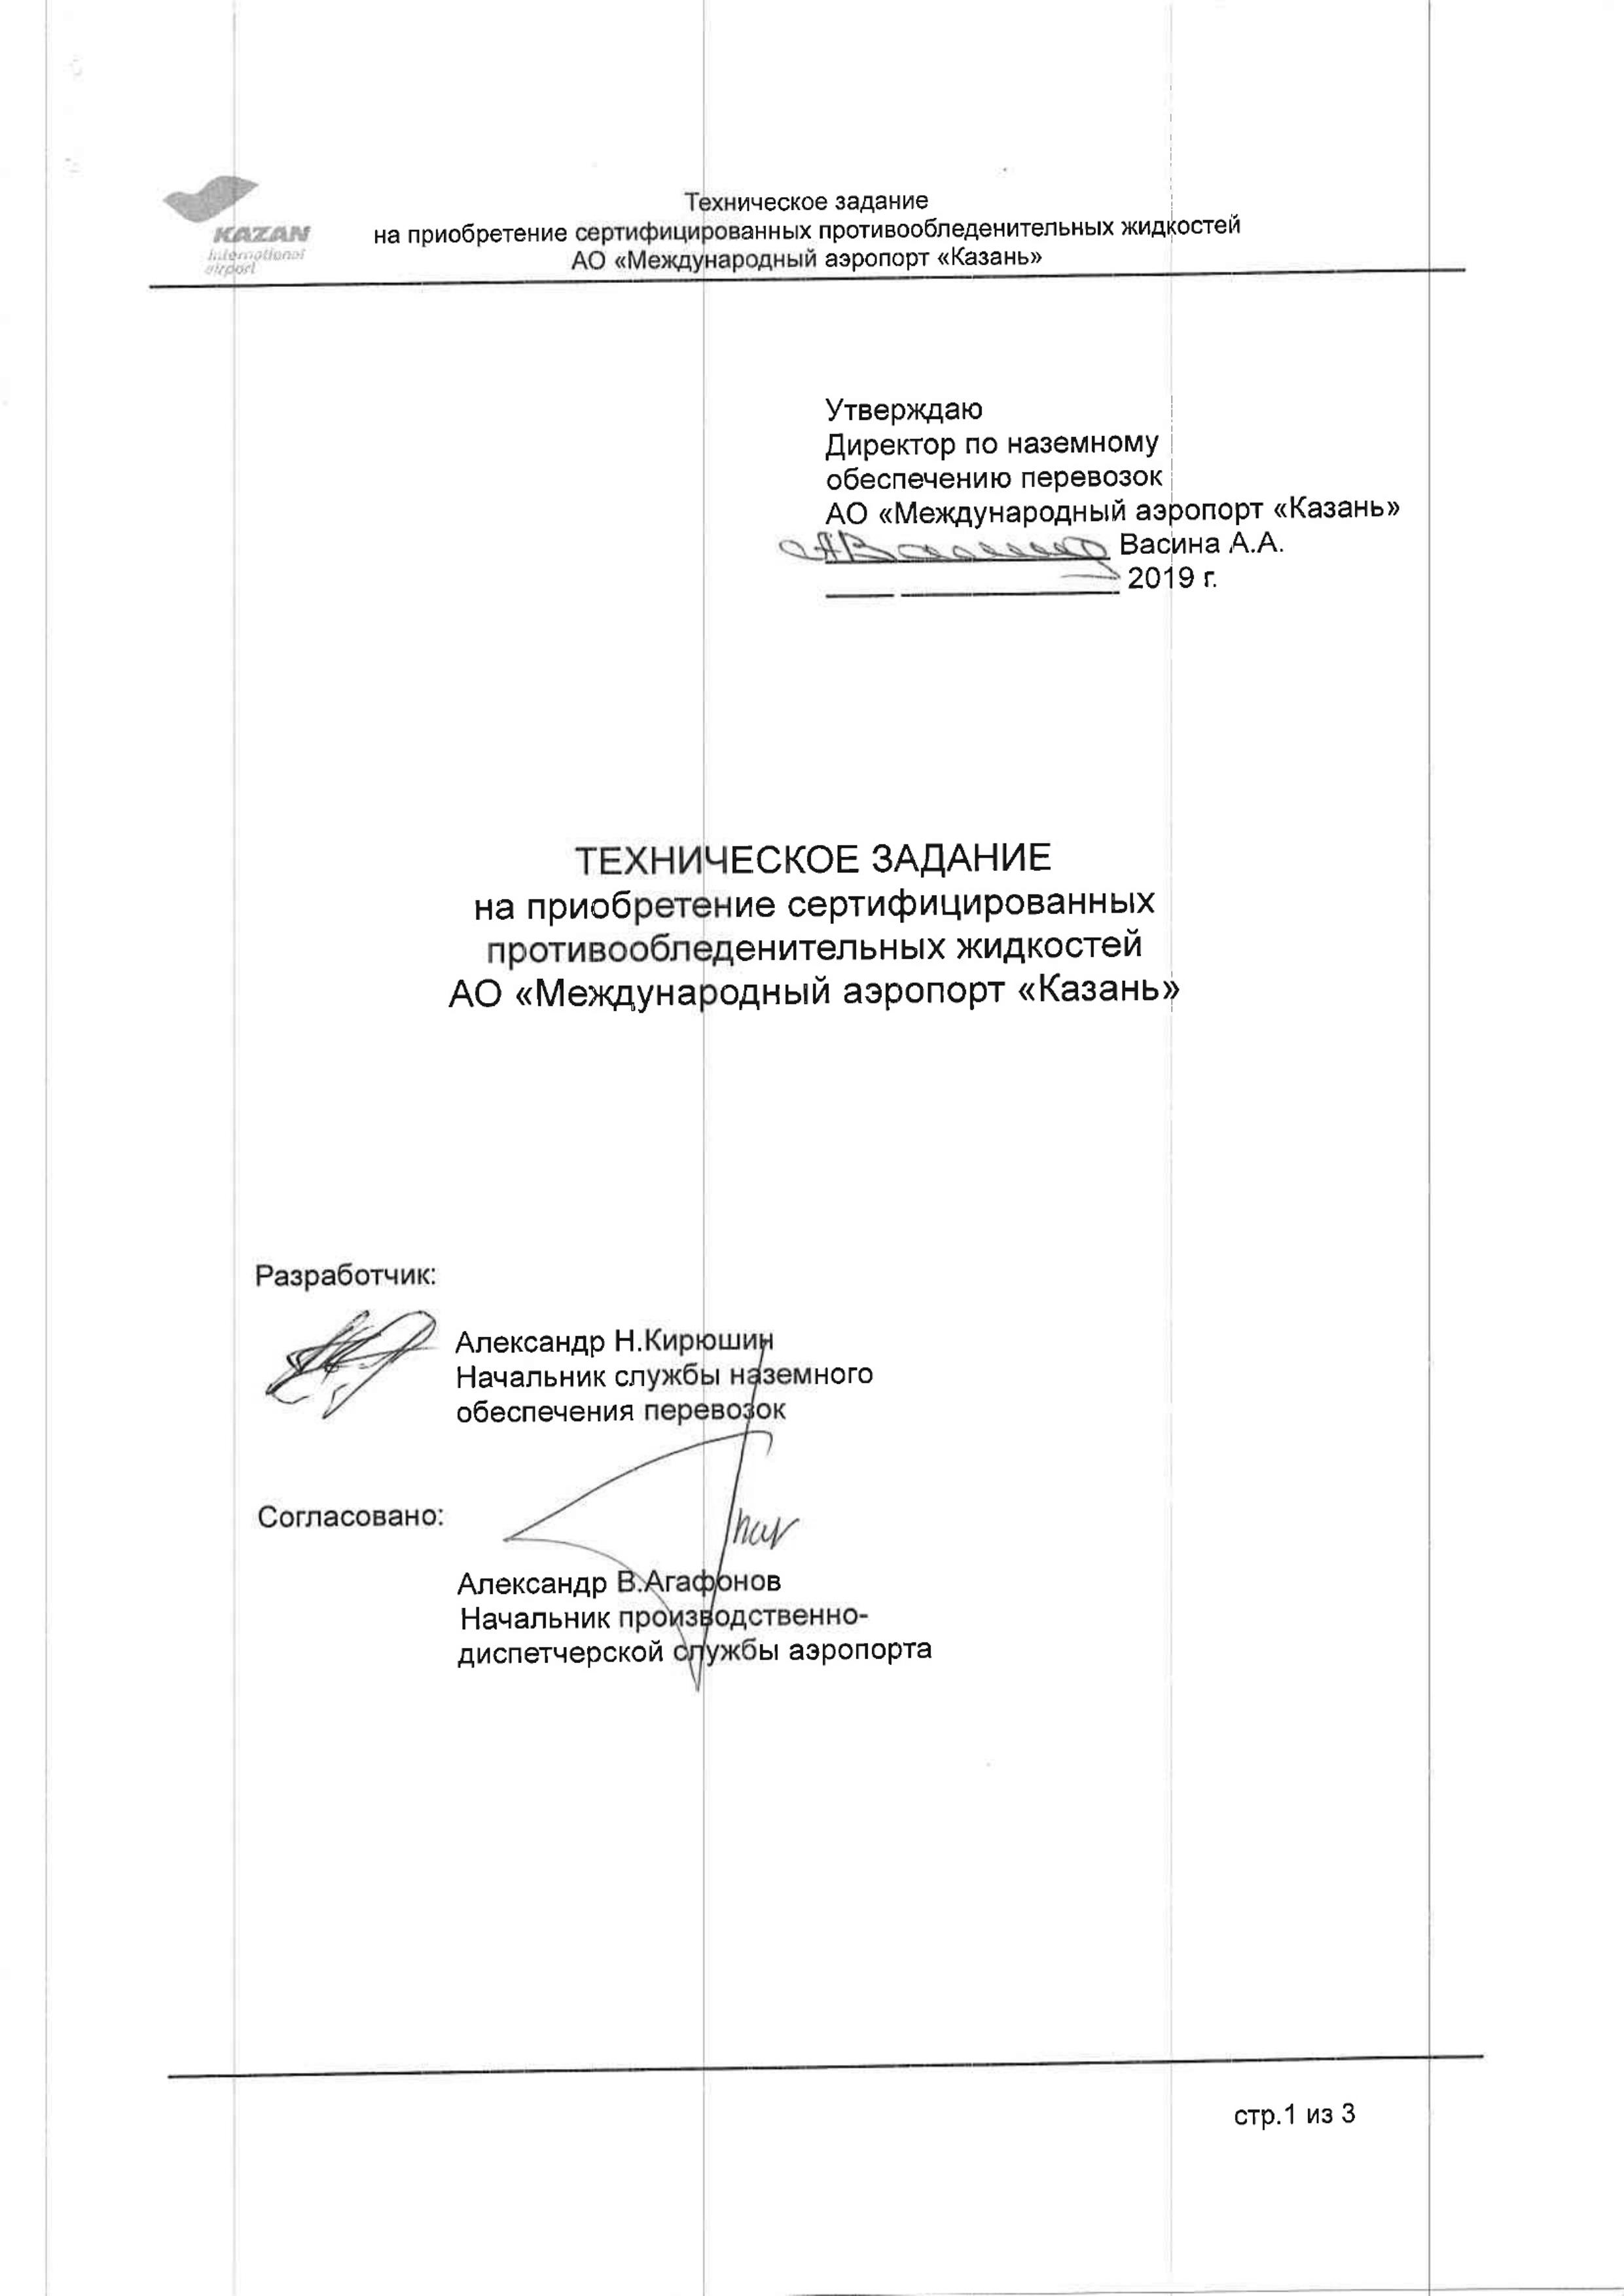 KAZAN
International
airport
Техническое задание
на приобретение сертифицированных противообледенительных жидкостей
АО «Международный аэропорт «Казань»
Утверждаю
Директор по наземному
обеспечению перевозок
АО «Международный аэропорт «Казань»
Васина А.А.
2019 г.
ТЕХНИЧЕСКОЕ ЗАДАНИЕ
на приобретение сертифицированных
противообледенительных жидкостей
АО «Международный аэропорт «Казань»
Разработчик:
Александр Н.Кирюшин
Начальник службы наземного
обеспечения перевозок
Согласовано:
Александр В.Агафонов
Начальник производственно-
диспетчерской службы аэропорта
стр.1 из 3